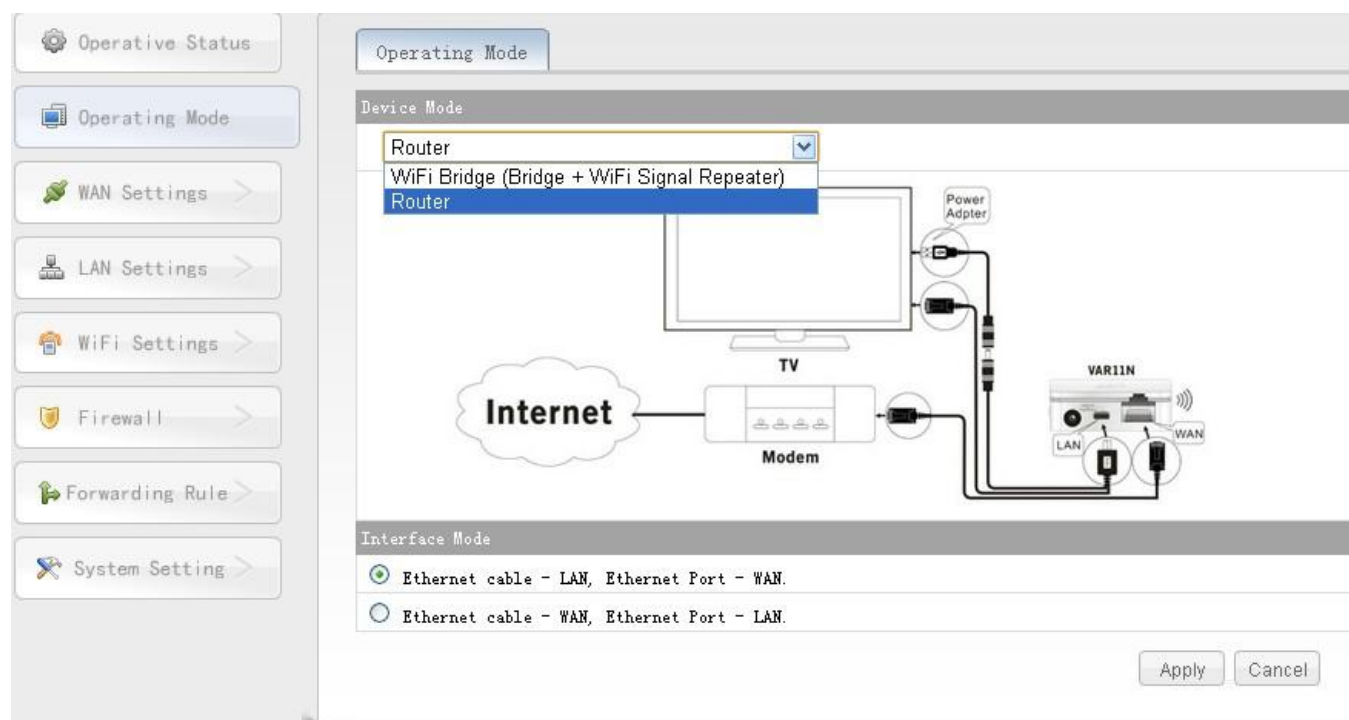 Operative Status
Operating Mode
WAN Settings
LAN Settings
WiFi Settings
Firewall
Forwarding Rule
System Setting
Operating Mode
Device Mode
Router
WiFi Bridge (Bridge + WiFi Signal Repeater)
Router
Power
Adpter
TV
Internet
Modem
VAR11N
LAN
WAN
Interface Mode
Ethernet cable - LAN, Ethernet Port - WAN.
Ethernet cable - WAN, Ethernet Port - LAN.
Apply
Cancel